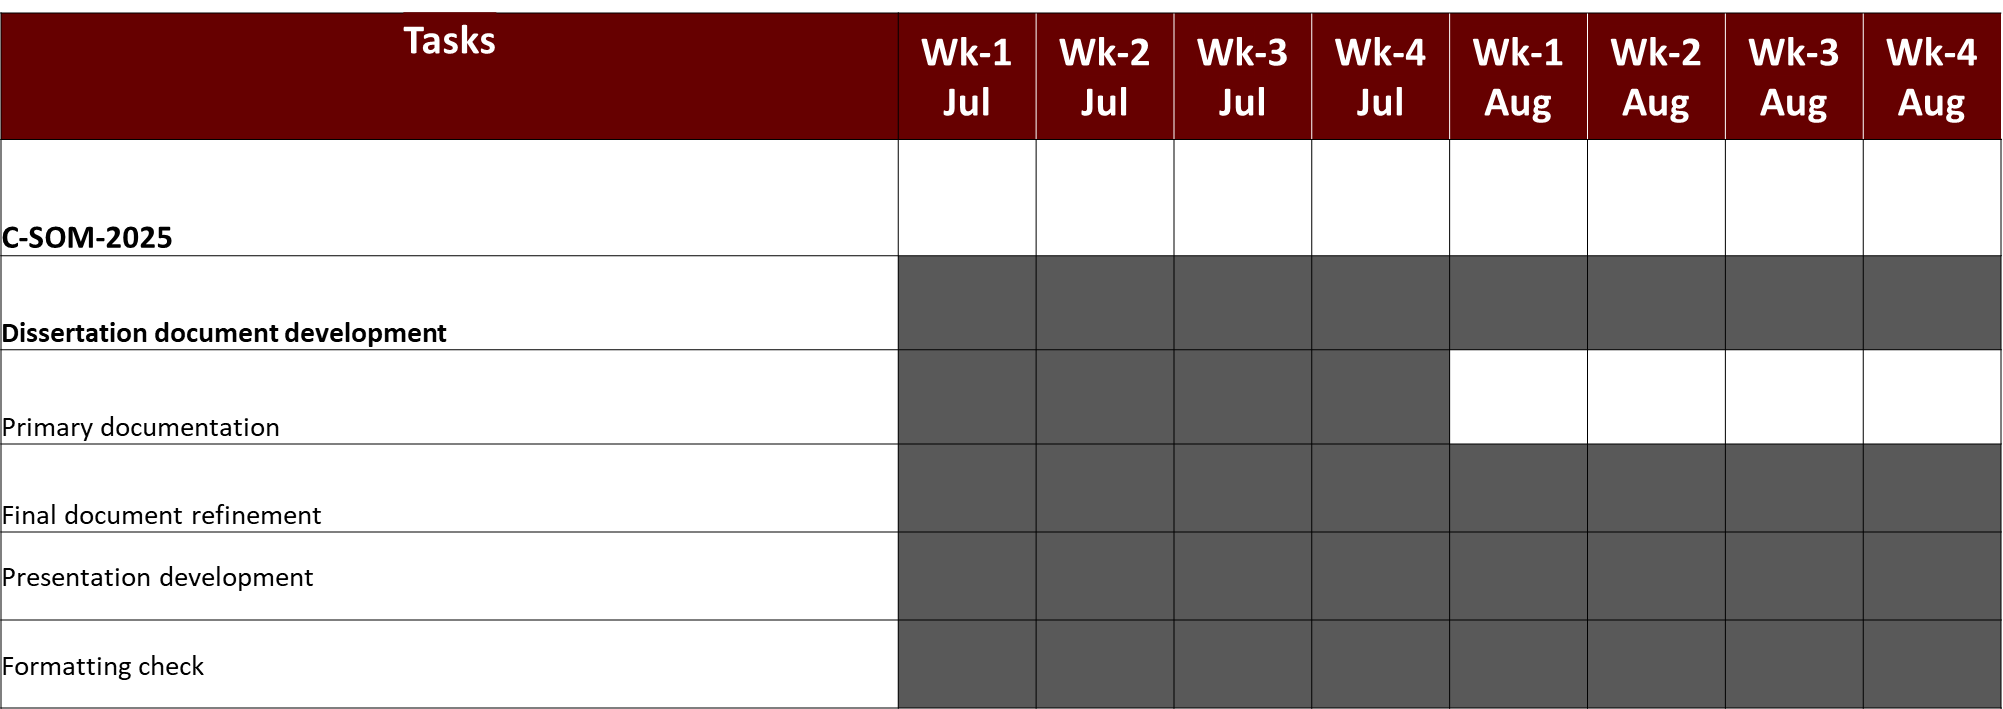 Tasks
Wk-1 Jul
Wk-2 Jul
Wk-3 Jul
Wk-4 Jul
Wk-1 Aug
Wk-2 Aug
Wk-3 Aug
Wk-4 Aug
C-SOM-2025
Dissertation document development
Primary documentation
Final document refinement
Presentation development
Formatting check